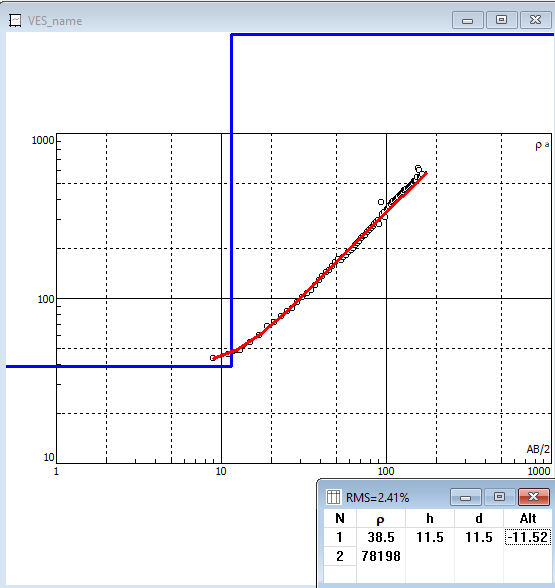 VES_name
1000
ρ a
100
10
AB/2
1 10 100 1000
RMS=2.41%
N ρ h d Alt
1 38.5 11.5 11.5 -11.52
2 78198